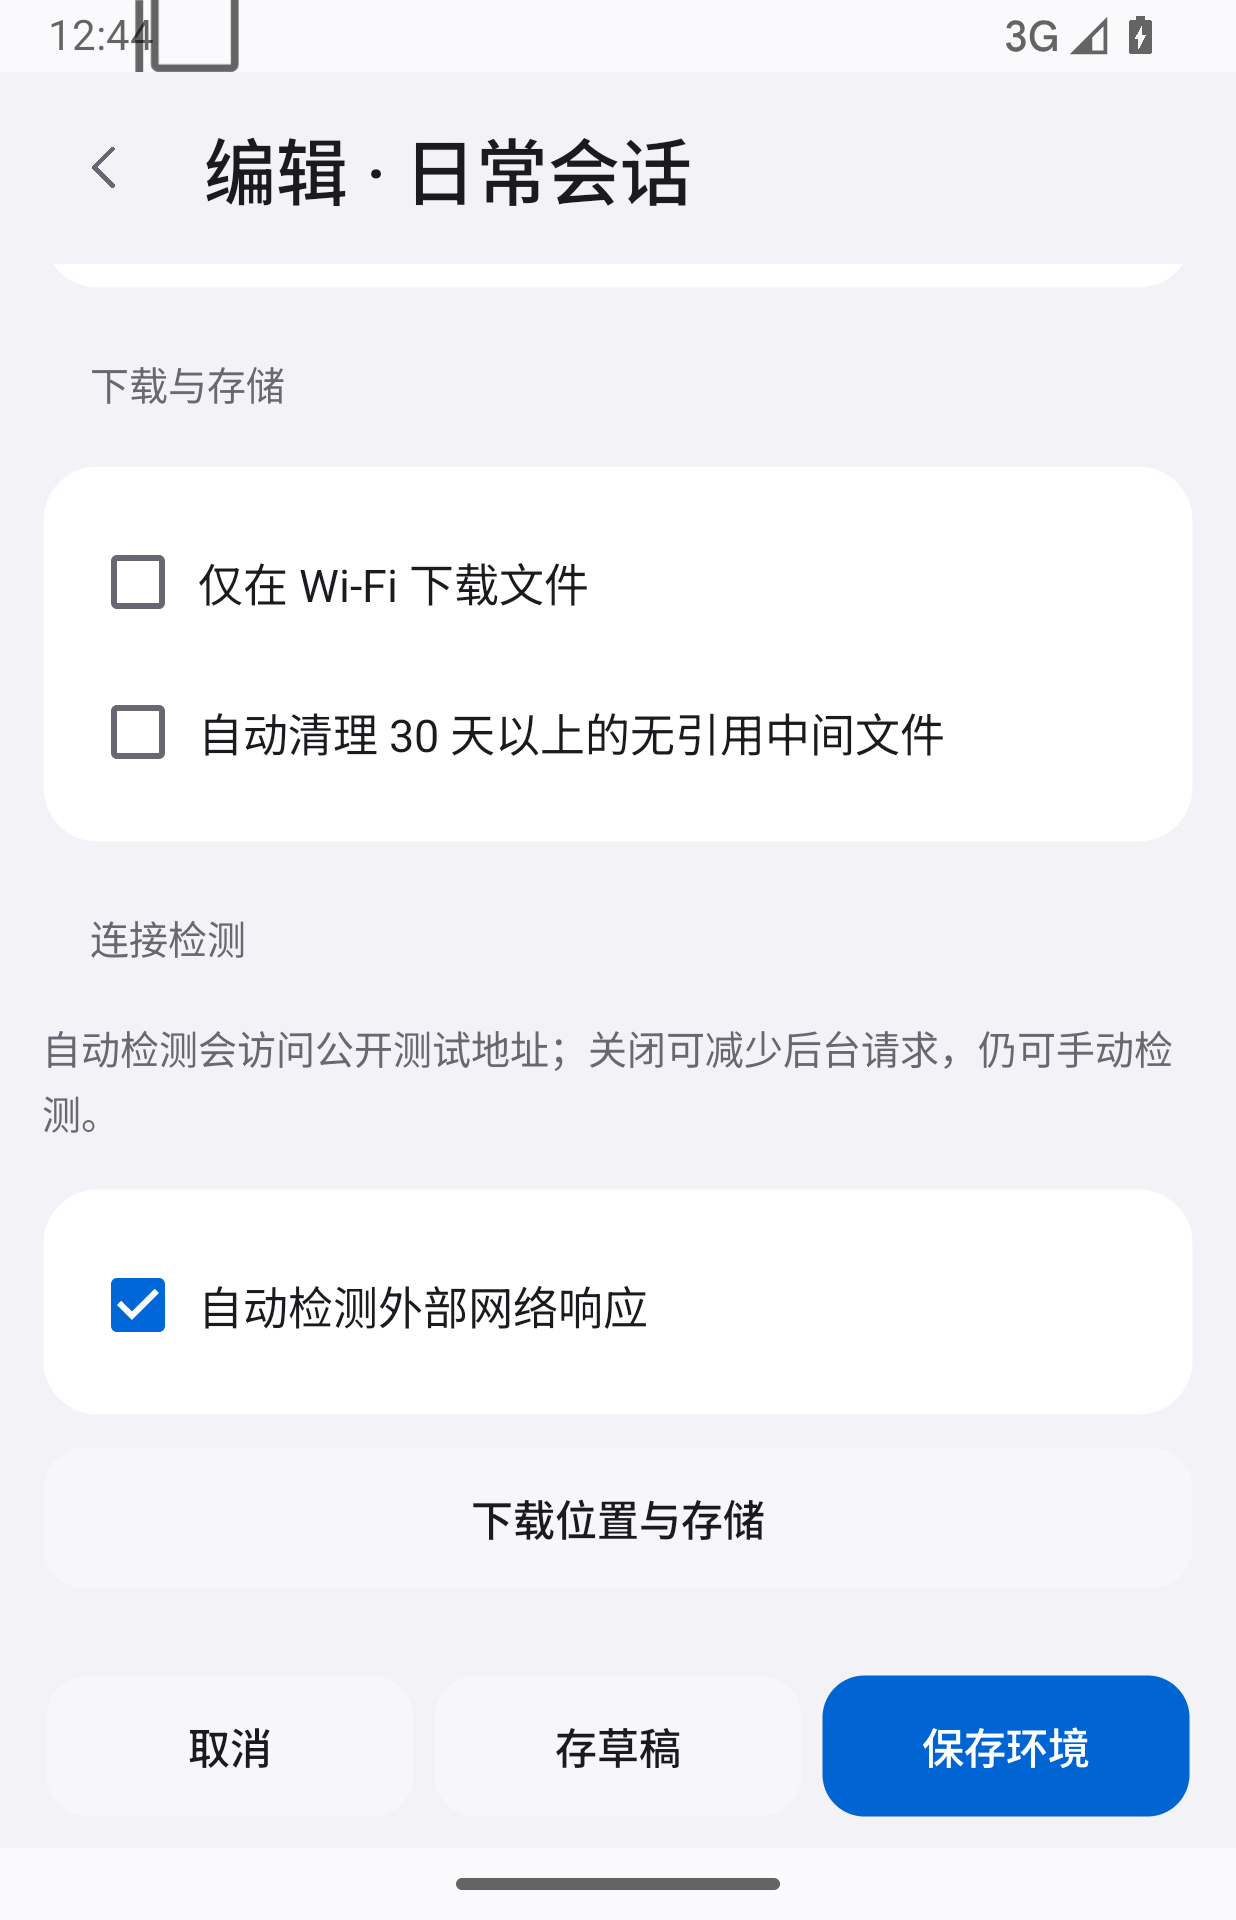 12:44
3G
编辑 · 日常会话
下载与存储
仅在 Wi-Fi 下载文件
自动清理 30 天以上的无引用中间文件
连接检测
自动检测会访问公开测试地址；关闭可减少后台请求，仍可手动检
测。
自动检测外部网络响应
下载位置与存储
取消
存草稿
保存环境